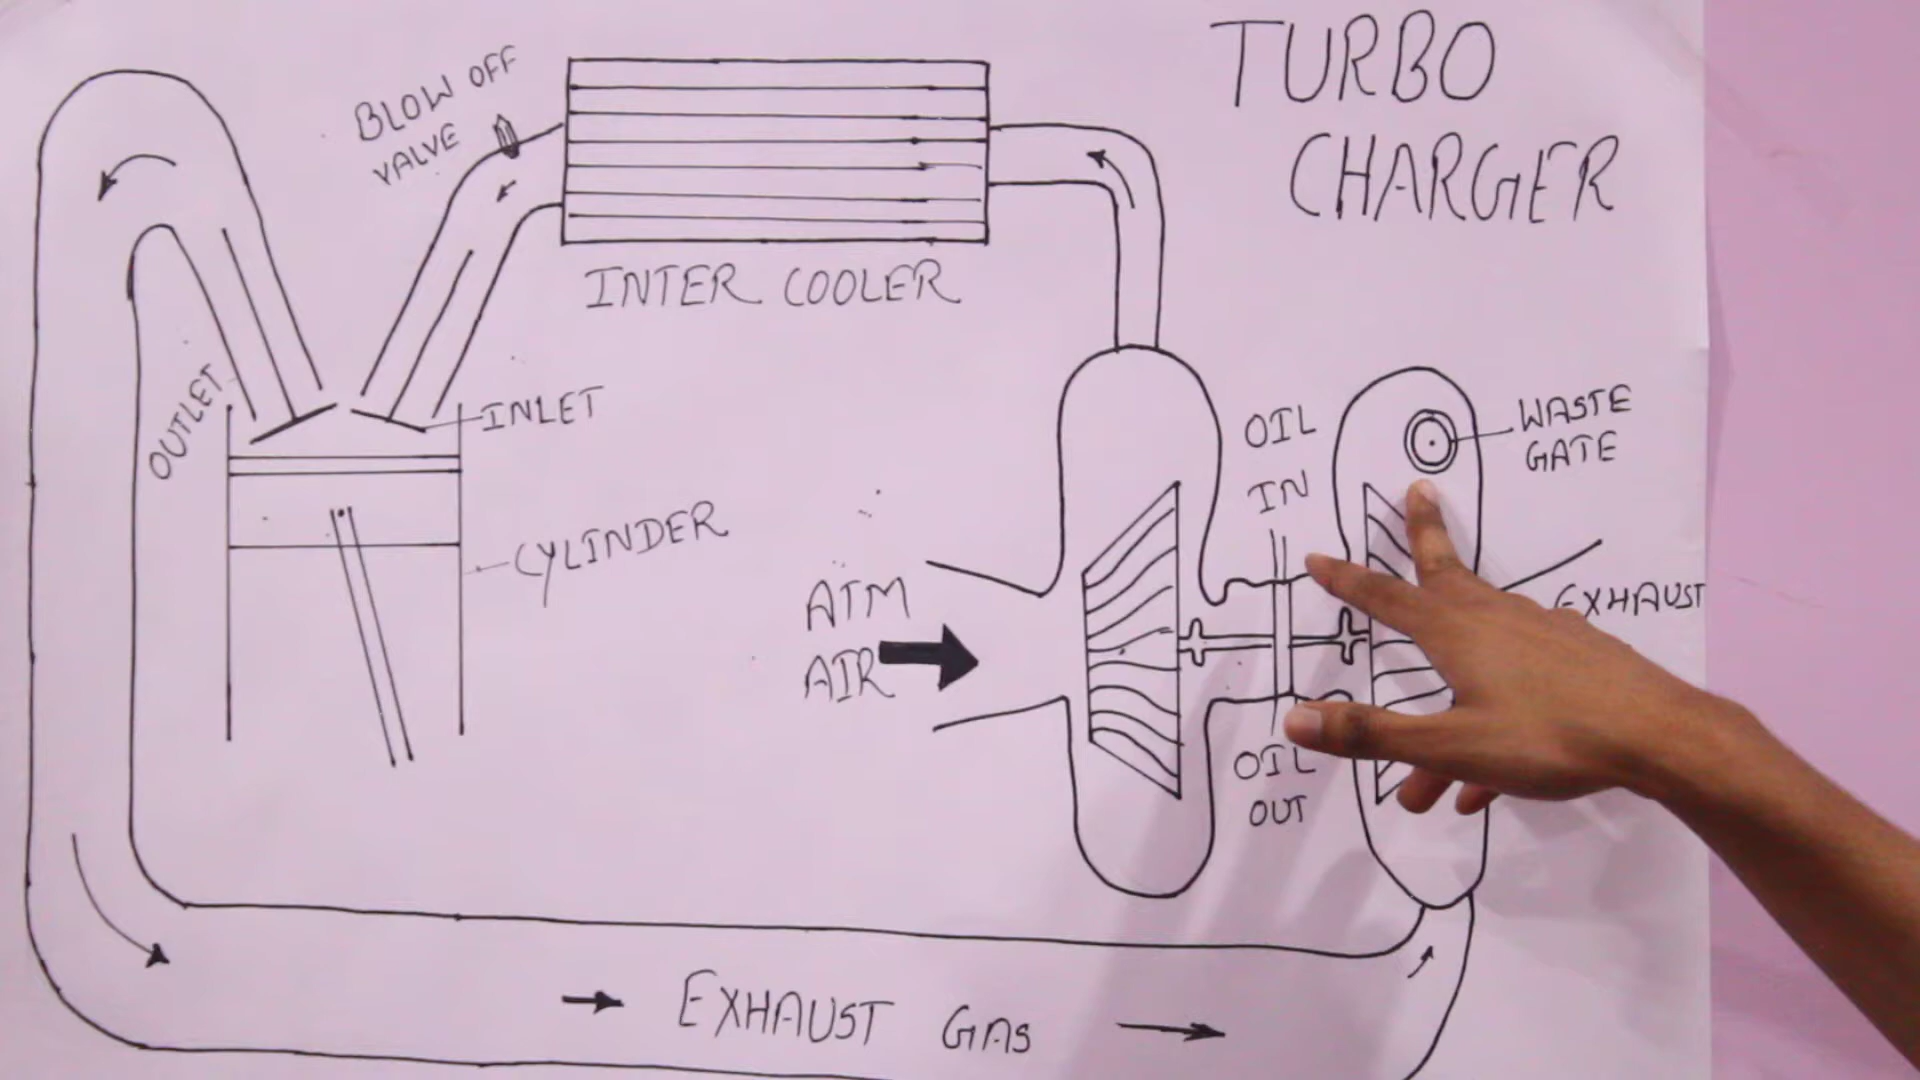 TURBO
CHARGER
BLOW OFF
VALVE
INTER COOLER
OUTLET
INLET
CYLINDER
ATM
AIR
OIL
IN
OIL
OUT
WASTE
GATE
EXHAUST
EXHAUST GAS